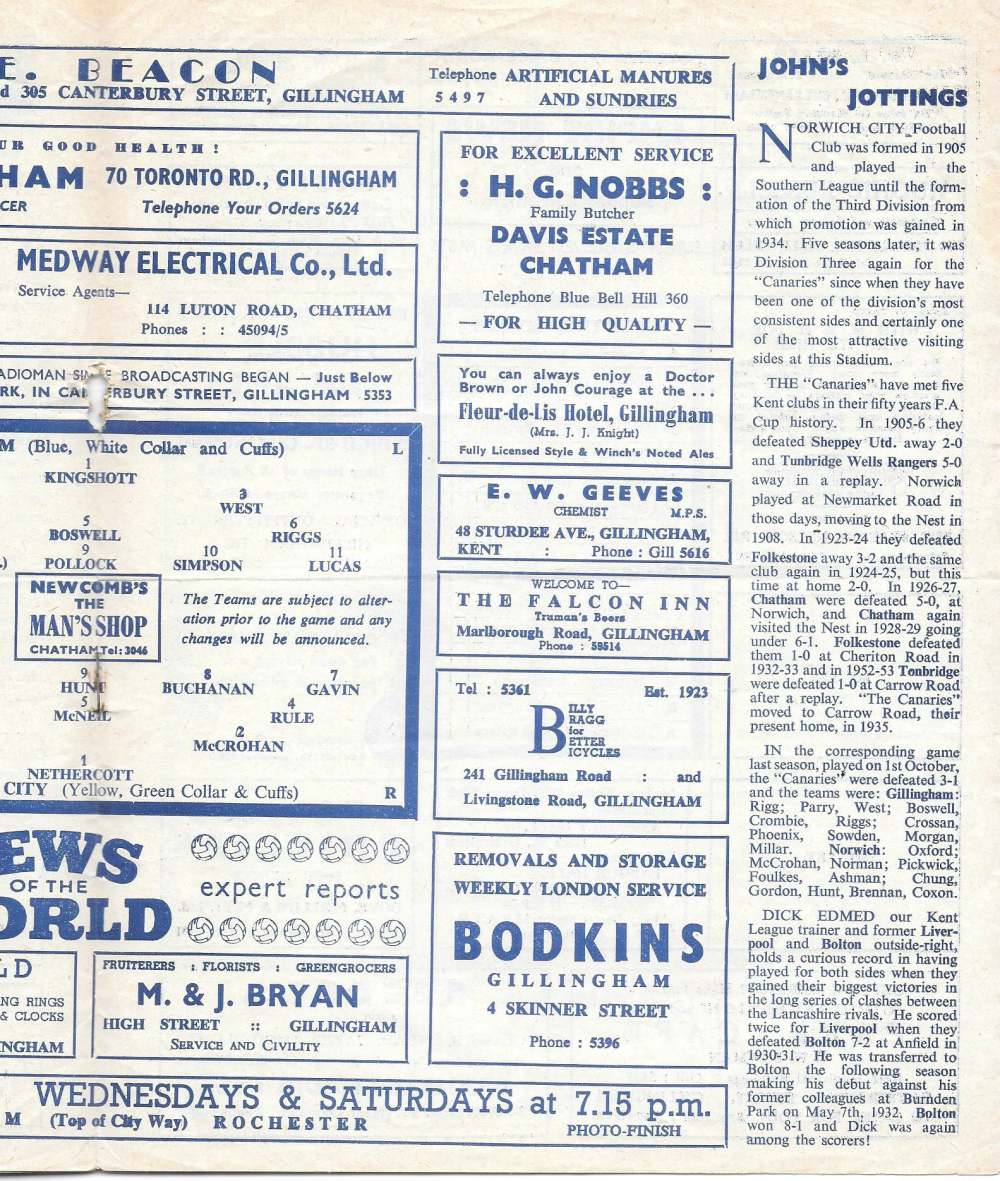 E. BEACON
d 305 CANTERBURY STREET, GILLINGHAM
Telephone ARTIFICIAL MANURES
5497 AND SUNDRIES
UR GOOD HEALTH !
HAM 70 TORONTO RD., GILLINGHAM
CER Telephone Your Orders 5624
MEDWAY ELECTRICAL Co., Ltd.
Service Agents—
114 LUTON ROAD, CHATHAM
Phones : : 45094/5
ADIOMAN BROADCASTING BEGAN — Just Below
RK, IN STREET, GILLINGHAM 5353
M (Blue, White Collar and Cuffs) L
1
KINGSHOTT
3
WEST
5
BOSWELL
6
RIGGS
9
POLLOCK
10
SIMPSON
11
LUCAS
NEWCOMB'S
THE
MAN'S SHOP
CHATHAM Tel: 3046
The Teams are subject to alter-
ation prior to the game and any
changes will be announced.
9
HUNT
8
BUCHANAN
7
GAVIN
5
McNEIL
4
RULE
2
McCROHAN
1
NETHERCOTT
CITY (Yellow, Green Collar & Cuffs) R
EWS
OF THE
ORLD
expert reports
LD
NG RINGS
& CLOCKS
NGHAM
FRUITERERS : FLORISTS : GREENGROCERS
M. & J. BRYAN
HIGH STREET :: GILLINGHAM
SERVICE AND CIVILITY
FOR EXCELLENT SERVICE
: H. G. NOBBS :
Family Butcher
DAVIS ESTATE
CHATHAM
Telephone Blue Bell Hill 360
— FOR HIGH QUALITY —
You can always enjoy a Doctor
Brown or John Courage at the ...
Fleur-de-Lis Hotel, Gillingham
(Mrs. J. J. Knight)
Fully Licensed Style & Winch's Noted Ales
E. W. GEEVES
CHEMIST M.P.S.
48 STURDEE AVE., GILLINGHAM,
KENT : Phone : Gill 5616
WELCOME TO—
THE FALCON INN
Truman's Beers
Marlborough Road, GILLINGHAM
Phone : 58514
Tel : 5361 Est. 1923
BILLY
RAGG
for
ETTER
ICYCLES
241 Gillingham Road : and
Livingstone Road, GILLINGHAM
REMOVALS AND STORAGE
WEEKLY LONDON SERVICE
BODKINS
GILLINGHAM
4 SKINNER STREET
Phone : 5396
WEDNESDAYS & SATURDAYS at 7.15 p.m.
M (Top of City Way) ROCHESTER PHOTO-FINISH
JOHN'S
JOTTINGS
NORWICH CITY Football
Club was formed in 1905
and played in the
Southern League until the form-
ation of the Third Division from
which promotion was gained in
1934. Five seasons later, it was
Division Three again for the
"Canaries" since when they have
been one of the division's most
consistent sides and certainly one
of the most attractive visiting
sides at this Stadium.
THE "Canaries" have met five
Kent clubs in their fifty years F.A.
Cup history. In 1905-6 they
defeated Sheppey Utd. away 2-0
and Tunbridge Wells Rangers 5-0
away in a replay. Norwich
played at Newmarket Road in
those days, moving to the Nest in
1908. In 1923-24 they defeated
Folkestone away 3-2 and the same
club again in 1924-25, but this
time at home 2-0. In 1926-27,
Chatham were defeated 5-0, at
Norwich, and Chatham again
visited the Nest in 1928-29 going
under 6-1. Folkestone defeated
them 1-0 at Cheriton Road in
1932-33 and in 1952-53 Tonbridge
were defeated 1-0 at Carrow Road
after a replay. "The Canaries"
moved to Carrow Road, their
present home, in 1935.
IN the corresponding game
last season, played on 1st October,
the "Canaries" were defeated 3-1
and the teams were: Gillingham:
Rigg; Parry, West; Boswell,
Crombie, Riggs; Crossan,
Phoenix, Sowden, Morgan,
Millar. Norwich: Oxford;
McCrohan, Norman; Pickwick,
Foulkes, Ashman; Chung,
Gordon, Hunt, Brennan, Coxon.
DICK EDMED our Kent
League trainer and former Liver-
pool and Bolton outside-right,
holds a curious record in having
played for both sides when they
gained their biggest victories in
the long series of clashes between
the Lancashire rivals. He scored
twice for Liverpool when they
defeated Bolton 7-2 at Anfield in
1930-31. He was transferred to
Bolton the following season
making his debut against his
former colleagues at Burnden
Park on May 7th, 1932, Bolton
won 8-1 and Dick was again
among the scorers!